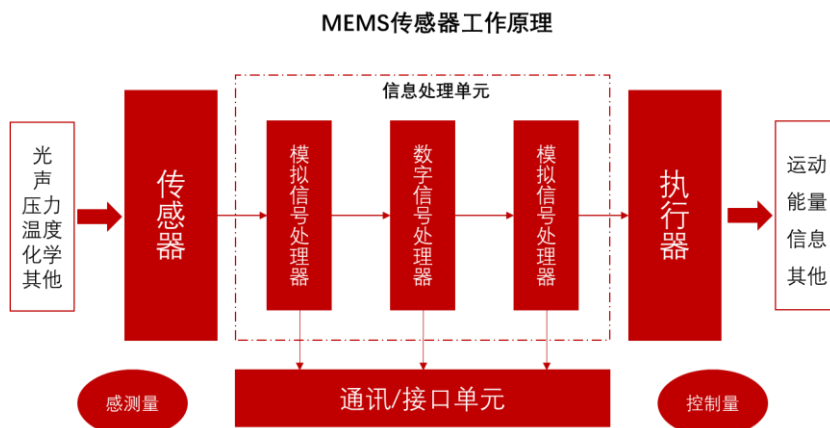 MEMS传感器工作原理
信息处理单元
光
声
压力
温度
化学
其他
传感器
模拟信号处理器
数字信号处理器
模拟信号处理器
执行器
运动
能量
信息
其他
感测量
通讯/接口单元
控制量